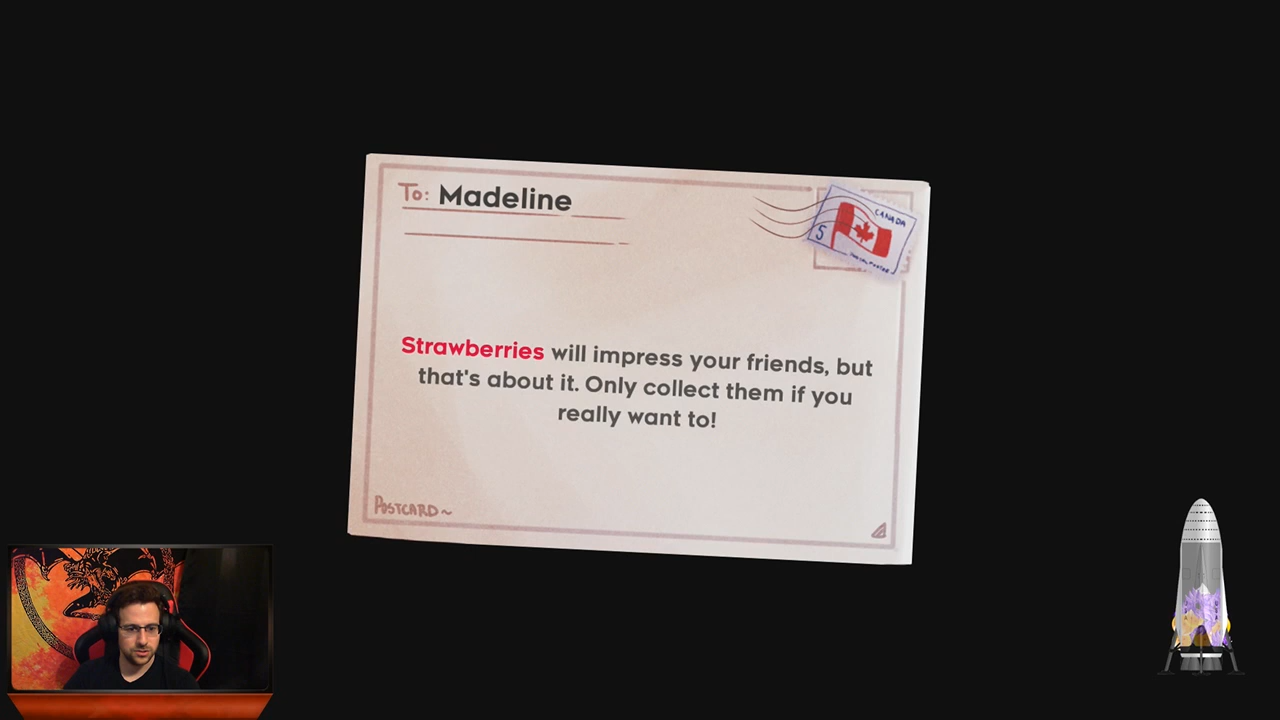 To: Madeline
CANADA
5
Strawberries will impress your friends, but
that's about it. Only collect them if you
really want to!
POSTCARD~